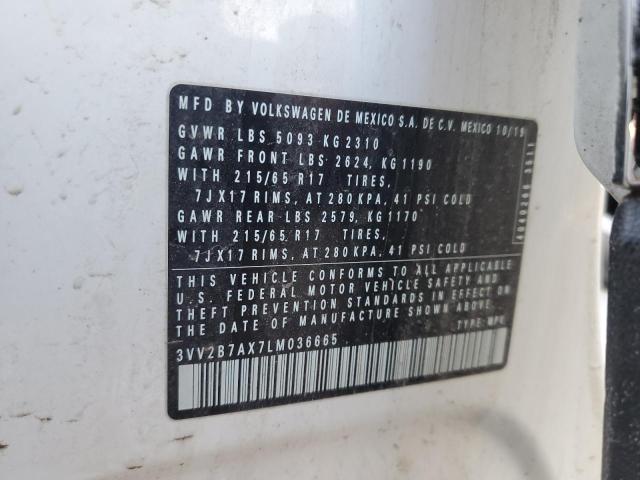 MFD BY VOLKSWAGEN DE MEXICO S.A. DE C.V. MEXICO 10/19
GVWR LBS 5093 KG 2310
GAWR FRONT LBS 2624, KG 1190
WITH 215/65 R17 TIRES,
7JX17 RIMS, AT 280 KPA, 41 PSI COLD
GAWR REAR LBS 2579, KG 1170
WITH 215/65 R17 TIRES,
7JX17 RIMS, AT 280 KPA, 41 PSI COLD
THIS VEHICLE CONFORMS TO ALL APPLICABLE
U.S. FEDERAL MOTOR VEHICLE SAFETY AND
THEFT PREVENTION STANDARDS IN EFFECT ON
THE DATE OF MANUFACTURE SHOWN ABOVE.
TYPE: MPV
3VV2B7AX7LM036665